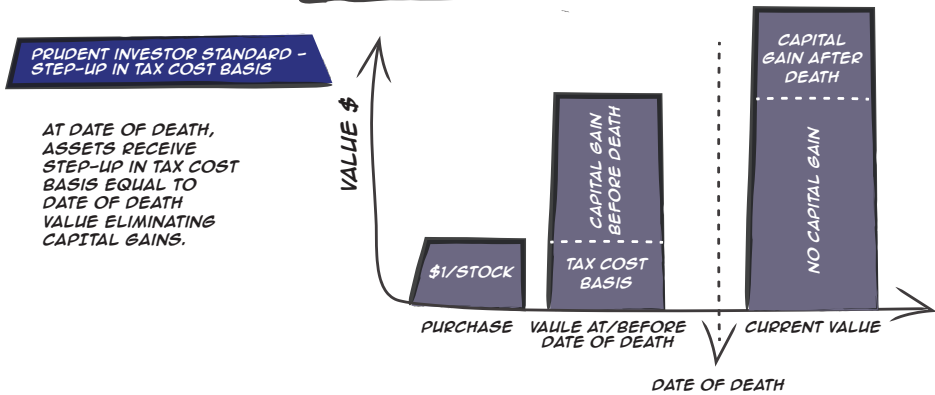 PRUDENT INVESTOR STANDARD –
STEP-UP IN TAX COST BASIS
AT DATE OF DEATH,
ASSETS RECEIVE
STEP-UP IN TAX COST
BASIS EQUAL TO
DATE OF DEATH
VALUE ELIMINATING
CAPITAL GAINS.
VALUE $
$1/STOCK
CAPITAL GAIN
BEFORE DEATH
TAX COST
BASIS
CAPITAL
GAIN AFTER
DEATH
NO CAPITAL GAIN
PURCHASE
VAULE AT/BEFORE
DATE OF DEATH
CURRENT VALUE
DATE OF DEATH